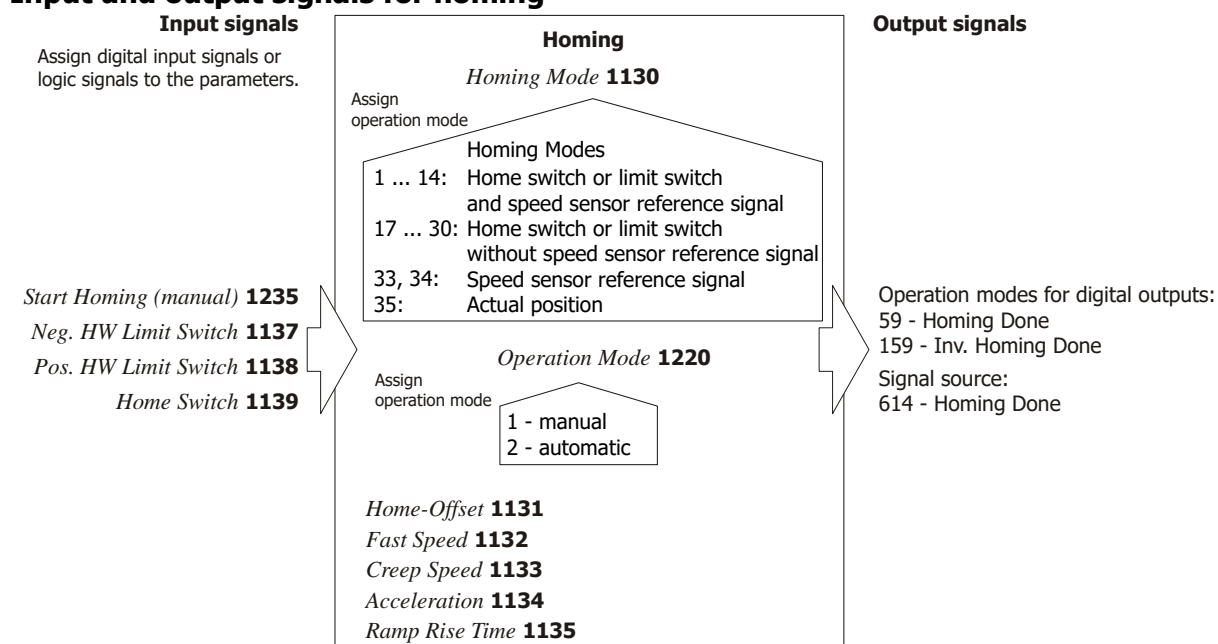 Input and output signals for homing
Input signals
Assign digital input signals or
logic signals to the parameters.
Start Homing (manual) 1235
Neg. HW Limit Switch 1137
Pos. HW Limit Switch 1138
Home Switch 1139
Homing
Homing Mode 1130
Assign
operation mode
Homing Modes
1 ... 14: Home switch or limit switch
and speed sensor reference signal
17 ... 30: Home switch or limit switch
without speed sensor reference signal
33, 34: Speed sensor reference signal
35: Actual position
Operation Mode 1220
Assign
operation mode
1 - manual
2 - automatic
Home-Offset 1131
Fast Speed 1132
Creep Speed 1133
Acceleration 1134
Ramp Rise Time 1135
Output signals
Operation modes for digital outputs:
59 - Homing Done
159 - Inv. Homing Done
Signal source:
614 - Homing Done